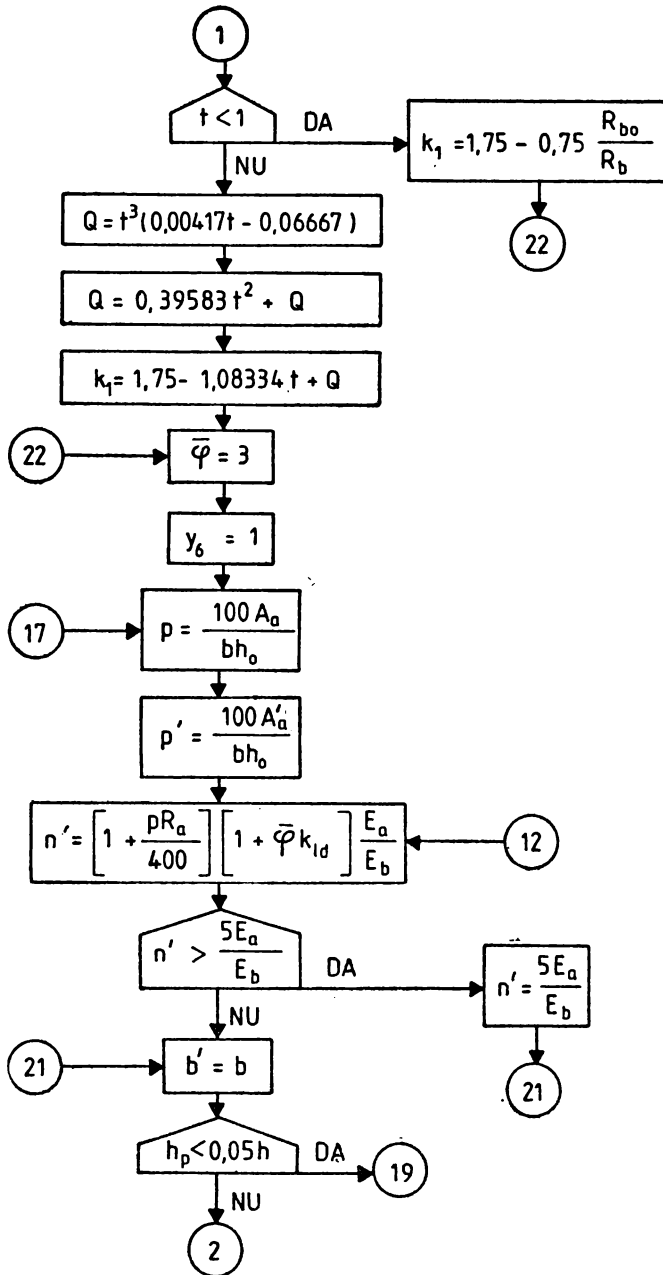 1
t < 1
DA
NU
k₁ = 1,75 - 0,75 R_bo / R_b
22
Q = t³(0,00417t - 0,06667)
Q = 0,39583 t² + Q
k₁ = 1,75 - 1,08334 t + Q
22
φ̅ = 3
y₆ = 1
17
p = 100 A_a / bh₀
p' = 100 A'_a / bh₀
n' = [1 + pR_a / 400] [1 + φ̅ k_ld] E_a / E_b
12
n' > 5E_a / E_b
DA
NU
n' = 5E_a / E_b
21
21
b' = b
h_p < 0,05h
DA
19
NU
2